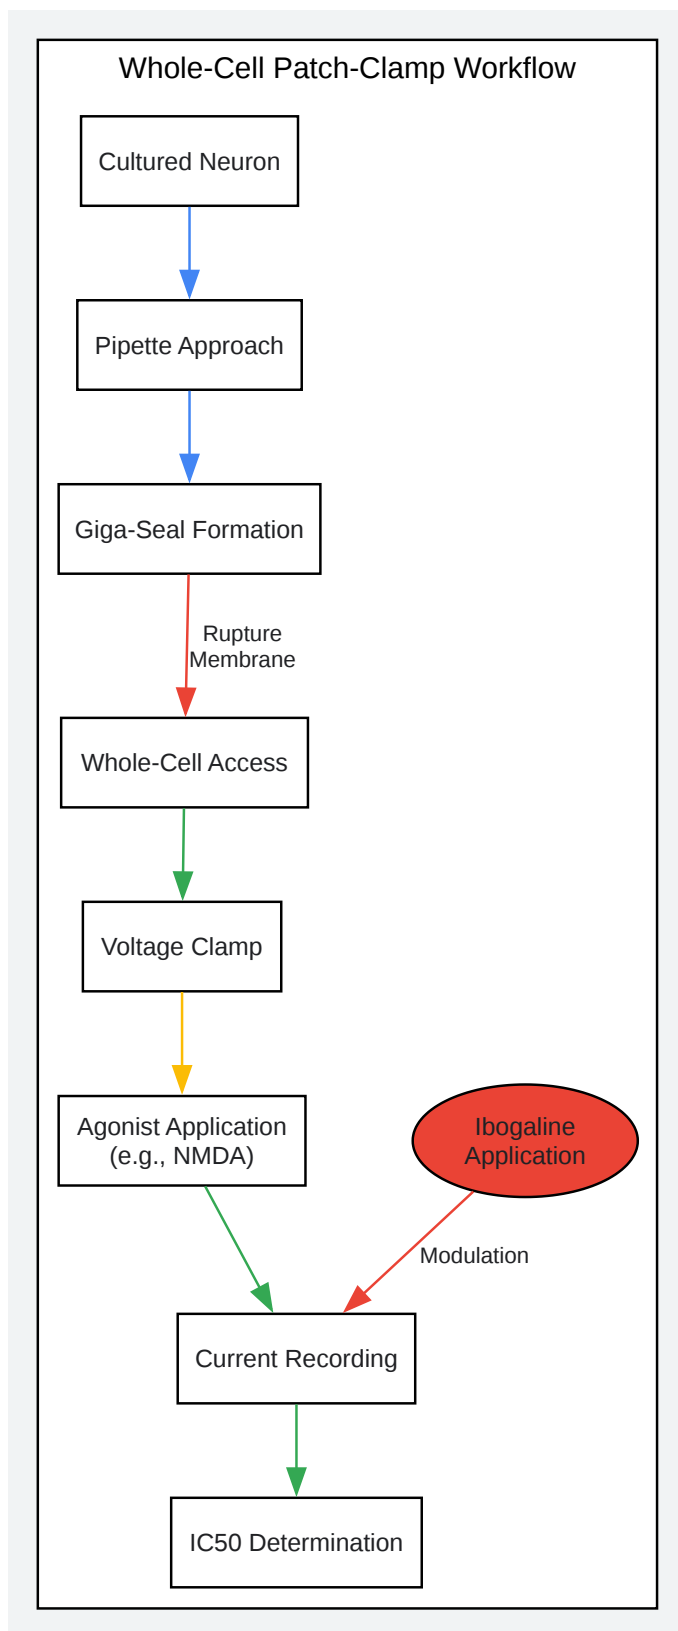 Whole-Cell Patch-Clamp Workflow
Cultured Neuron
Pipette Approach
Giga-Seal Formation
Rupture
Membrane
Whole-Cell Access
Voltage Clamp
Agonist Application
(e.g., NMDA)
Ibogaline
Application
Modulation
Current Recording
IC50 Determination